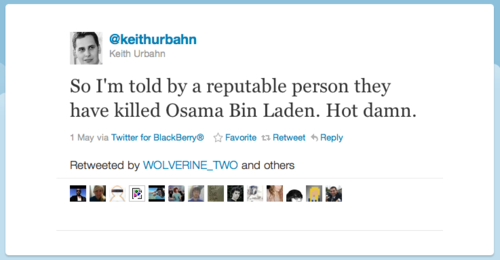 @keithurbahn
Keith Urbahn
So I'm told by a reputable person they
have killed Osama Bin Laden. Hot damn.
1 May via Twitter for BlackBerry® Favorite Retweet Reply
Retweeted by WOLVERINE_TWO and others